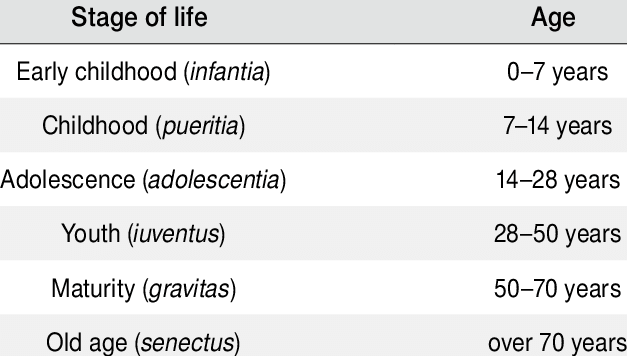 Stage of life Age
Early childhood (infantia) 0–7 years
Childhood (pueritia) 7–14 years
Adolescence (adolescentia) 14–28 years
Youth (iuventus) 28–50 years
Maturity (gravitas) 50–70 years
Old age (senectus) over 70 years